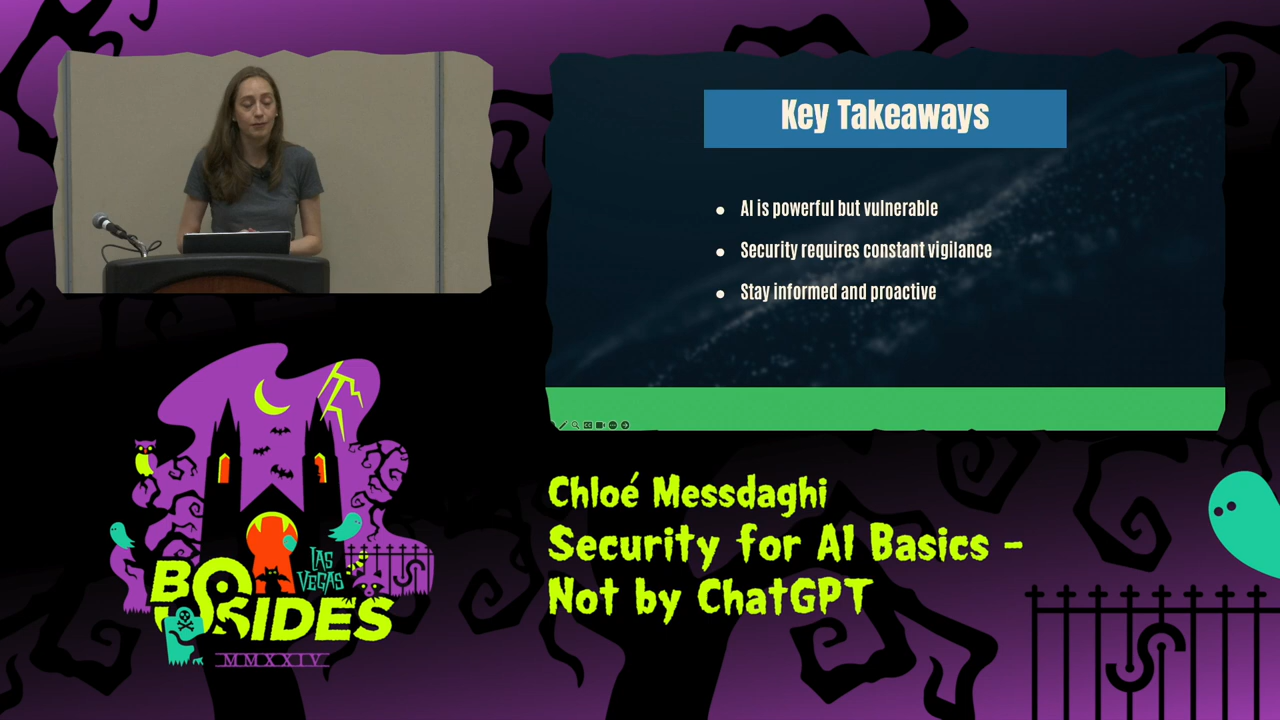 Key Takeaways
● AI is powerful but vulnerable
● Security requires constant vigilance
● Stay informed and proactive
LAS
VEGAS
BSIDES
MMXXIV
Chloé Messdaghi
Security for AI Basics –
Not by ChatGPT